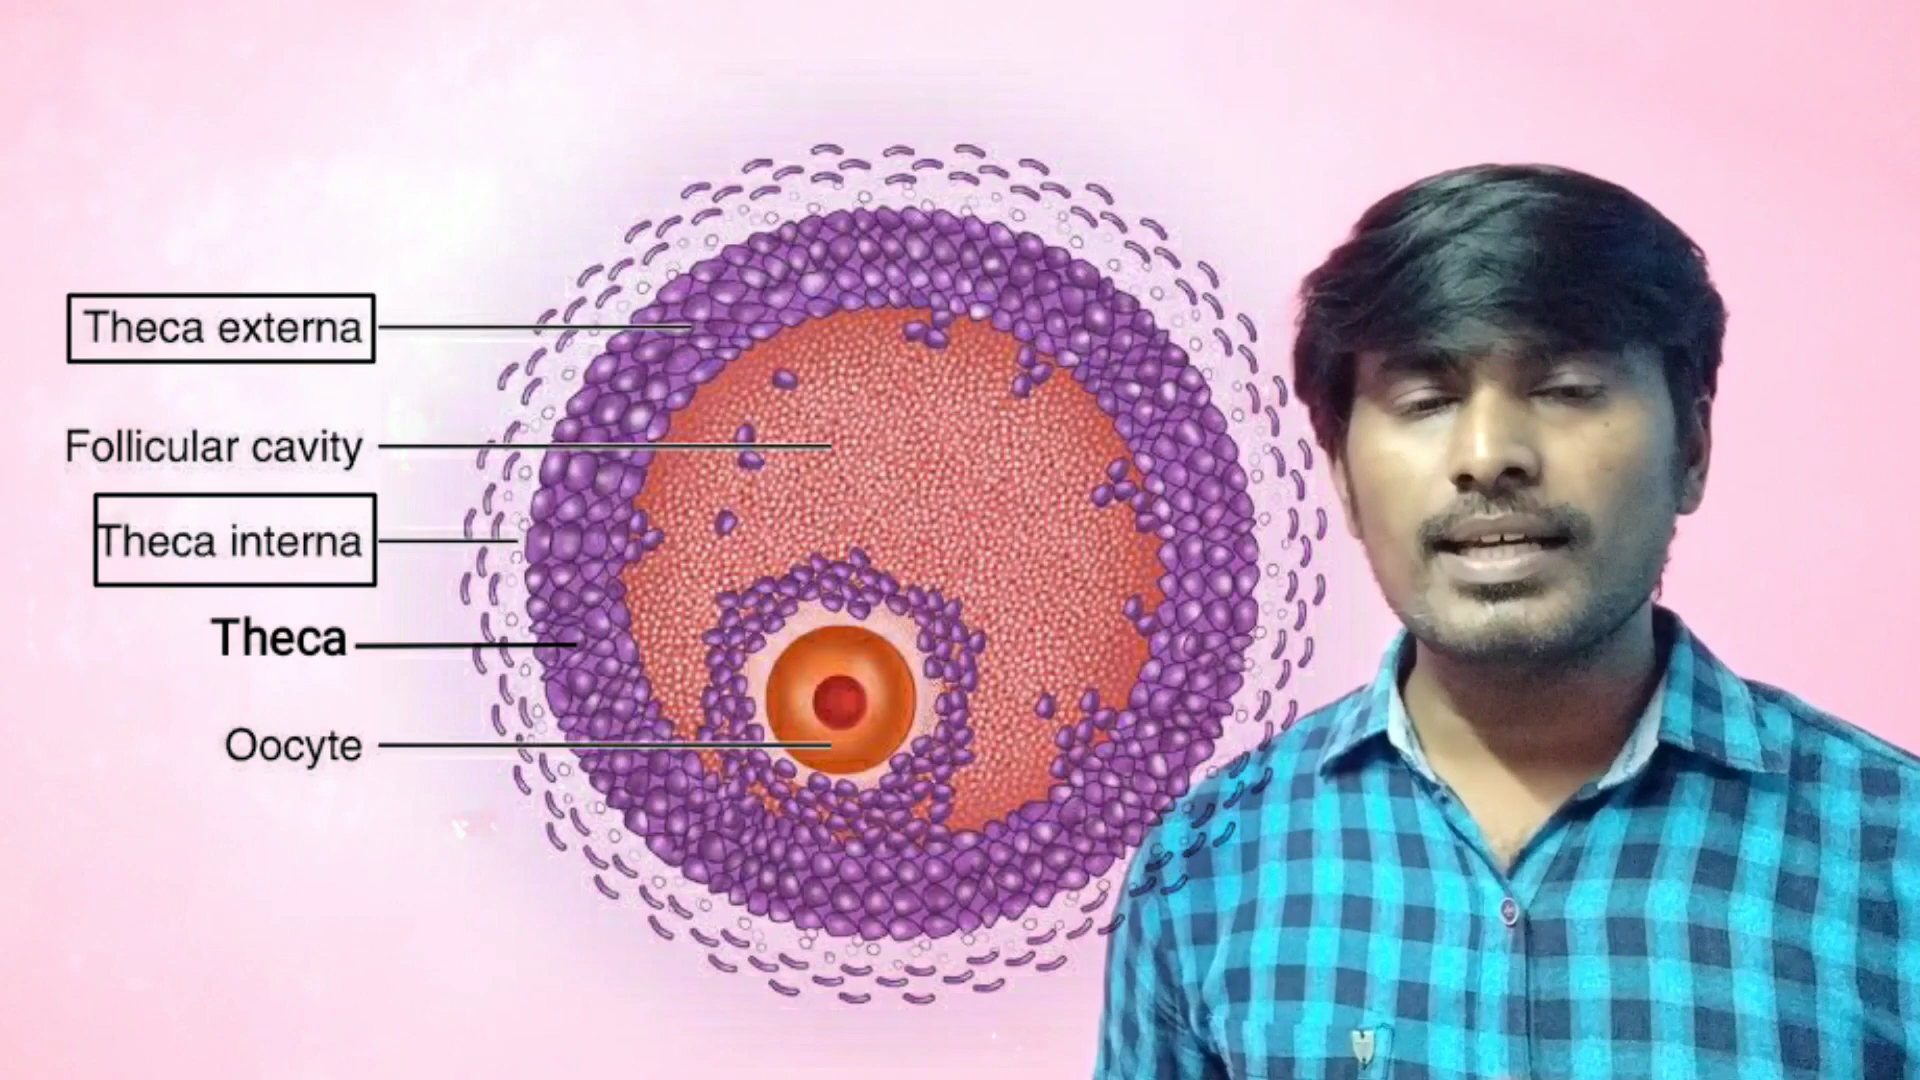 Theca externa
Follicular cavity
Theca interna
Theca
Oocyte